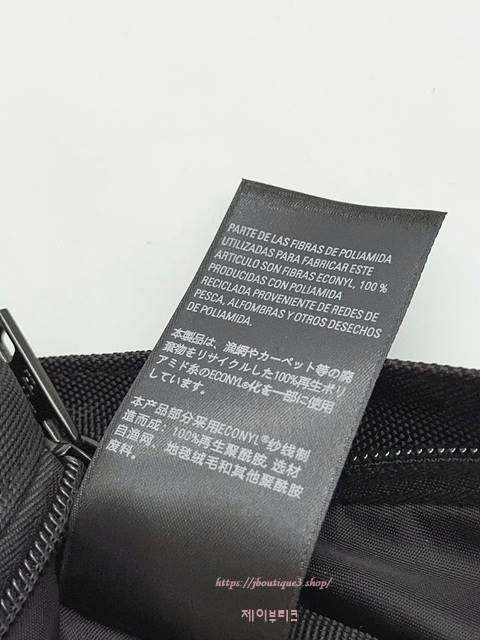 PARTE DE LAS FIBRAS DE POLIAMIDA
UTILIZADAS PARA FABRICAR ESTE
ARTICULO SON FIBRAS ECONYL, 100 %
PRODUCIDAS CON POLIAMIDA
RECICLADA PROVENIENTE DE REDES DE
PESCA, ALFOMBRAS Y OTROS DESECHOS
DE POLIAMIDA.
本製品は、漁網やカーペット等の廃
棄物をリサイクルした100%再生ポリ
アミド糸のECONYL®化を一部に使用
しています。
本产品部分采用ECONYL®纱线制
造而成：100%再生聚酰胺 选材
自渔网、地毯绒毛和其他聚酰胺
废料。
https://jboutique3.shop/
제이부티크